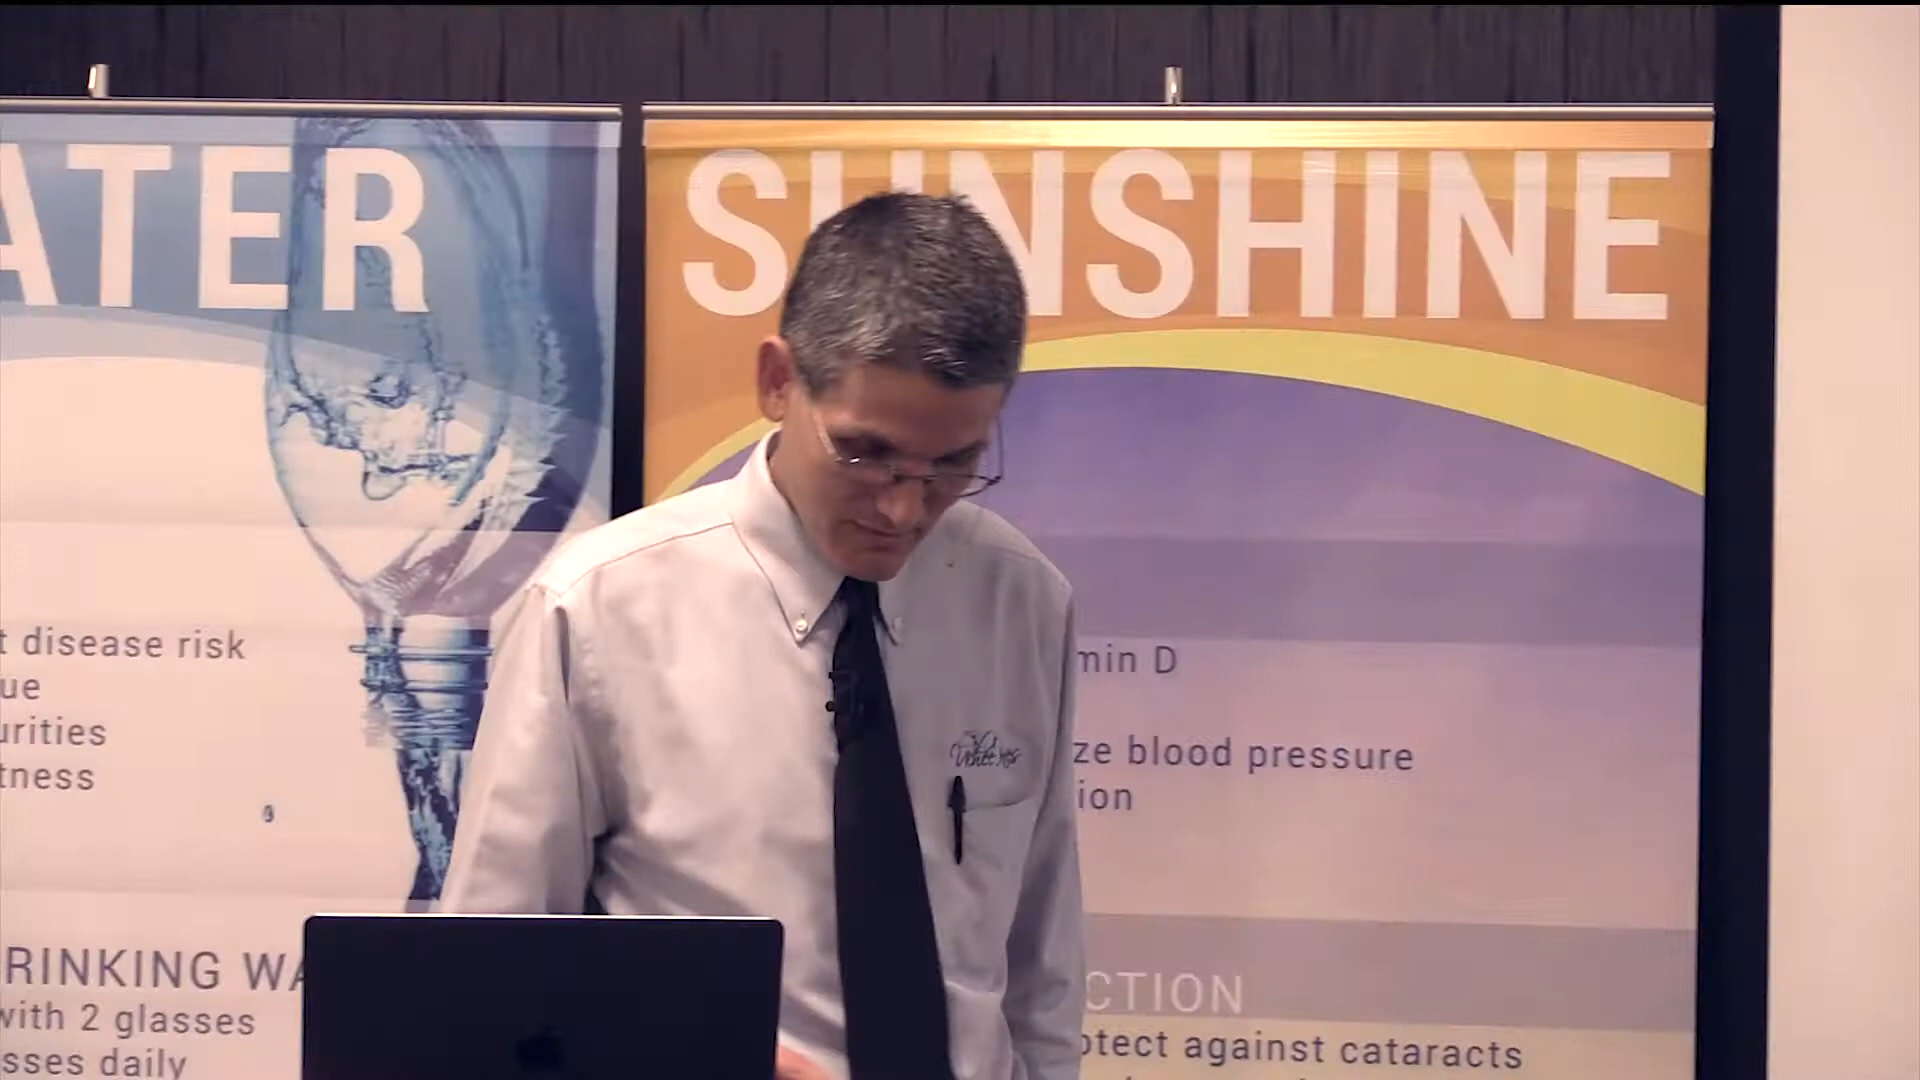 ATER
t disease risk
ue
urities
tness
RINKING WA
with 2 glasses
sses daily
SUNSHINE
min D
ze blood pressure
ion
CTION
otect against cataracts